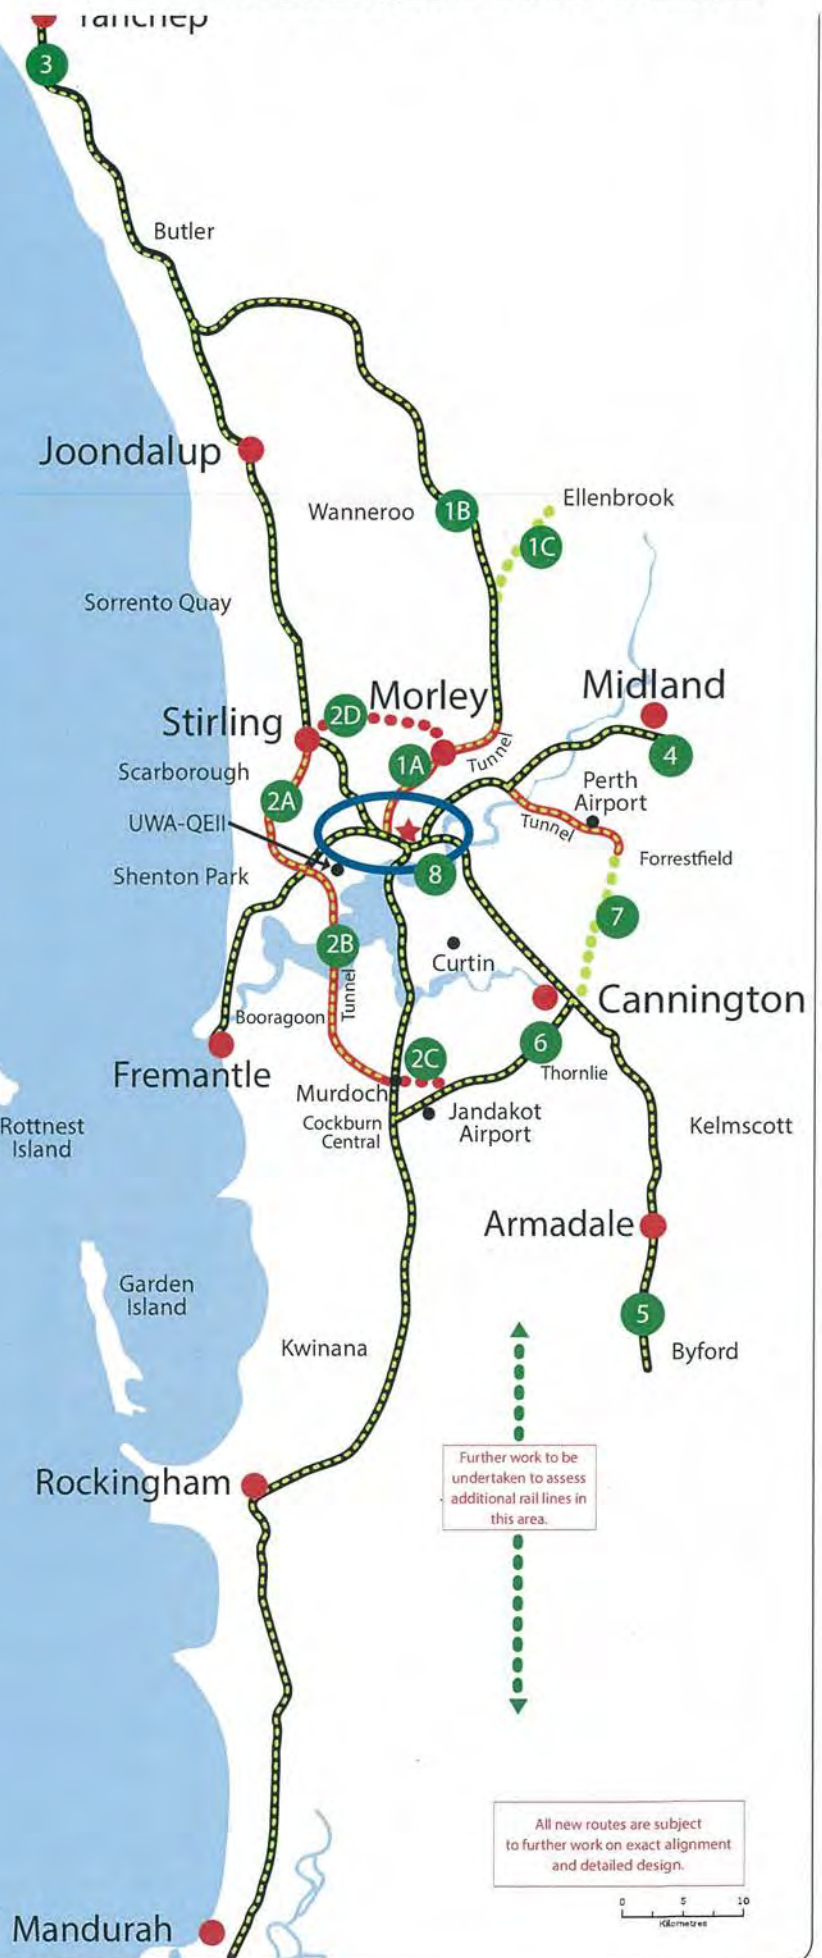 Yanchep
3
Butler
Joondalup
Wanneroo
1B
Ellenbrook
1C
Sorrento Quay
Midland
Morley
2D
Stirling
Tunnel
4
1A
Scarborough
Perth
Airport
2A
UWA-QEII
Tunnel
Forrestfield
Shenton Park
8
7
2B
Curtin
Tunnel
Cannington
Booragoon
6
2C
Fremantle
Thornlie
Murdoch
Jandakot
Airport
Cockburn
Central
Rottnest
Island
Kelmscott
Armadale
Garden
Island
5
Kwinana
Byford
Further work to be
undertaken to assess
additional rail lines in
this area.
Rockingham
All new routes are subject
to further work on exact alignment
and detailed design.
0 5 10
Kilometres
Mandurah